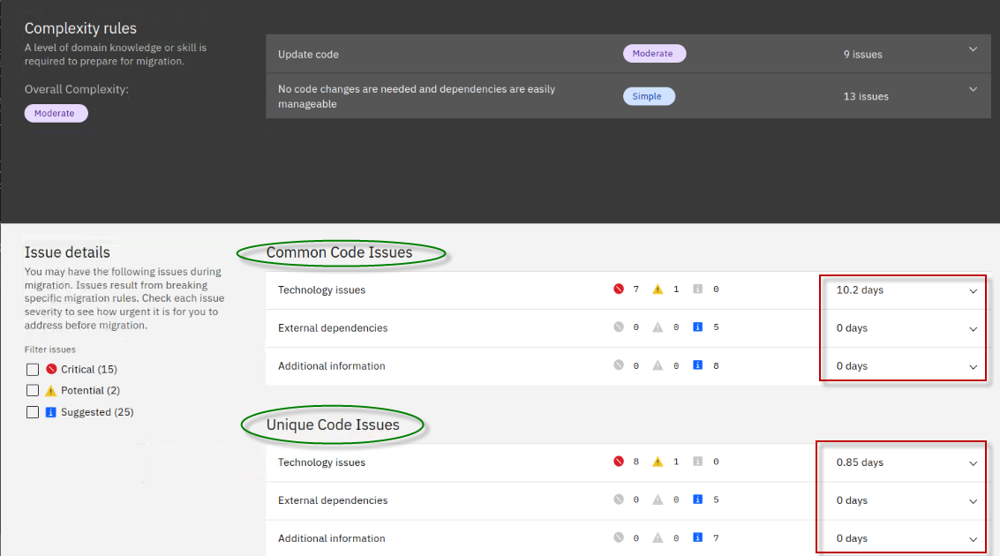 Complexity rules
A level of domain knowledge or skill is
required to prepare for migration.
Overall Complexity:
Moderate
Update code Moderate 9 issues
No code changes are needed and dependencies are easily
manageable
Simple 13 issues
Issue details
You may have the following issues during
migration. Issues result from breaking
specific migration rules. Check each issue
severity to see how urgent it is for you to
address before migration.
Filter issues
Critical (15)
Potential (2)
Suggested (25)
Common Code Issues
Technology issues 7 1 0 10.2 days
External dependencies 0 0 5 0 days
Additional information 0 0 8 0 days
Unique Code Issues
Technology issues 8 1 0 0.85 days
External dependencies 0 0 5 0 days
Additional information 0 0 7 0 days